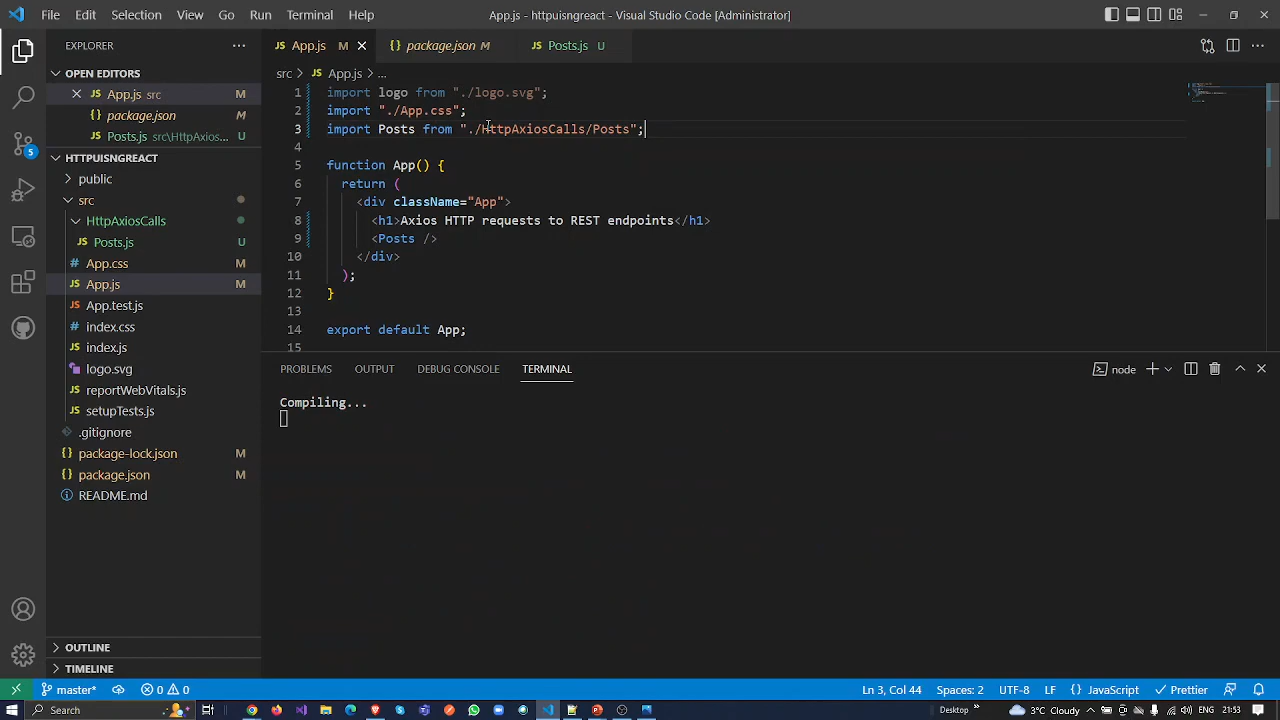 File Edit Selection View Go Run Terminal Help
App.js - httpuisngreact - Visual Studio Code [Administrator]
EXPLORER
OPEN EDITORS
App.js src M
package.json M
Posts.js src\HttpAxios... U
HTTPUISNGREACT
public
src
HttpAxiosCalls
Posts.js U
App.css M
App.js M
App.test.js
index.css
index.js
logo.svg
reportWebVitals.js
setupTests.js
.gitignore
package-lock.json M
package.json M
README.md
OUTLINE
TIMELINE
5
App.js M
package.json M
Posts.js U
src > App.js > ...
1 import logo from "./logo.svg";
2 import "./App.css";
3 import Posts from "./HttpAxiosCalls/Posts";
4
5 function App() {
6 return (
7 <div className="App">
8 <h1>Axios HTTP requests to REST endpoints</h1>
9 <Posts />
10 </div>
11 );
12 }
13
14 export default App;
15
PROBLEMS OUTPUT DEBUG CONSOLE TERMINAL
node
Compiling...
master* 0 0
Ln 3, Col 44 Spaces: 2 UTF-8 LF {} JavaScript Prettier
Search
Desktop 3°C Cloudy ENG 21:53